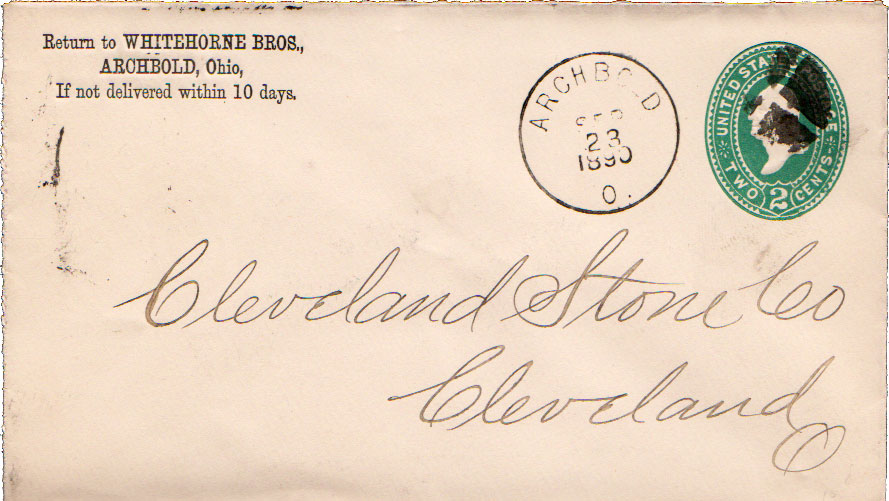 Return to WHITEHORNE BROS.,
ARCHBOLD, Ohio,
If not delivered within 10 days.
ARCHBOLD
SEP
23
1890
O.
UNITED STATES POSTAGE
TWO 2 CENTS
Cleveland Stone Co
Cleveland
O